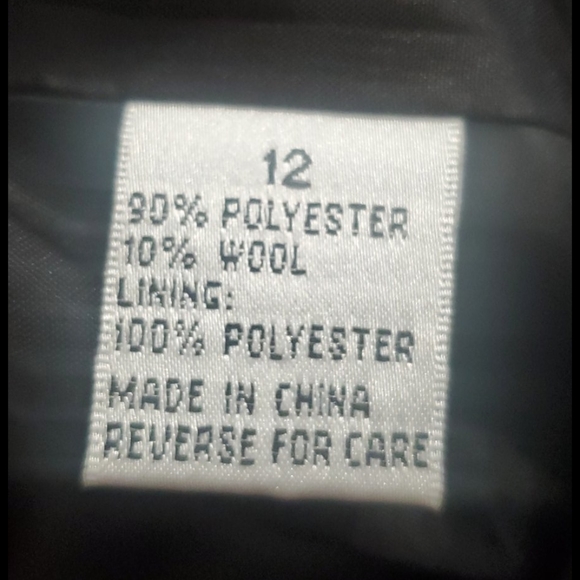 12
90% POLYESTER
10% WOOL
LINING:
100% POLYESTER
MADE IN CHINA
REVERSE FOR CARE